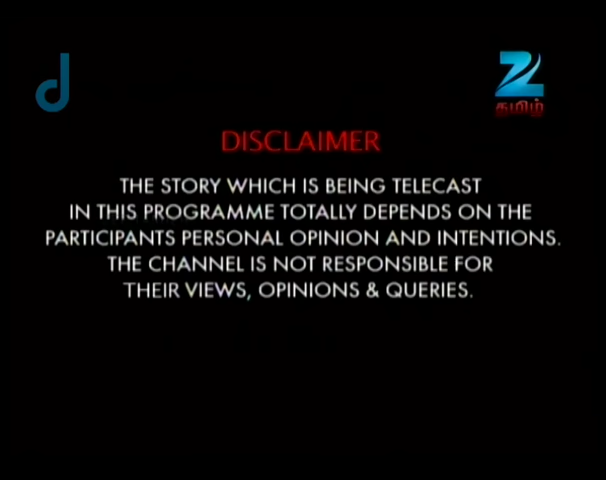 தமிழ்
DISCLAIMER
THE STORY WHICH IS BEING TELECAST
IN THIS PROGRAMME TOTALLY DEPENDS ON THE
PARTICIPANTS PERSONAL OPINION AND INTENTIONS.
THE CHANNEL IS NOT RESPONSIBLE FOR
THEIR VIEWS, OPINIONS & QUERIES.